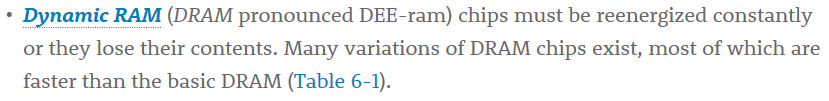 • Dynamic RAM (DRAM pronounced DEE-ram) chips must be reenergized constantly
or they lose their contents. Many variations of DRAM chips exist, most of which are
faster than the basic DRAM (Table 6-1).